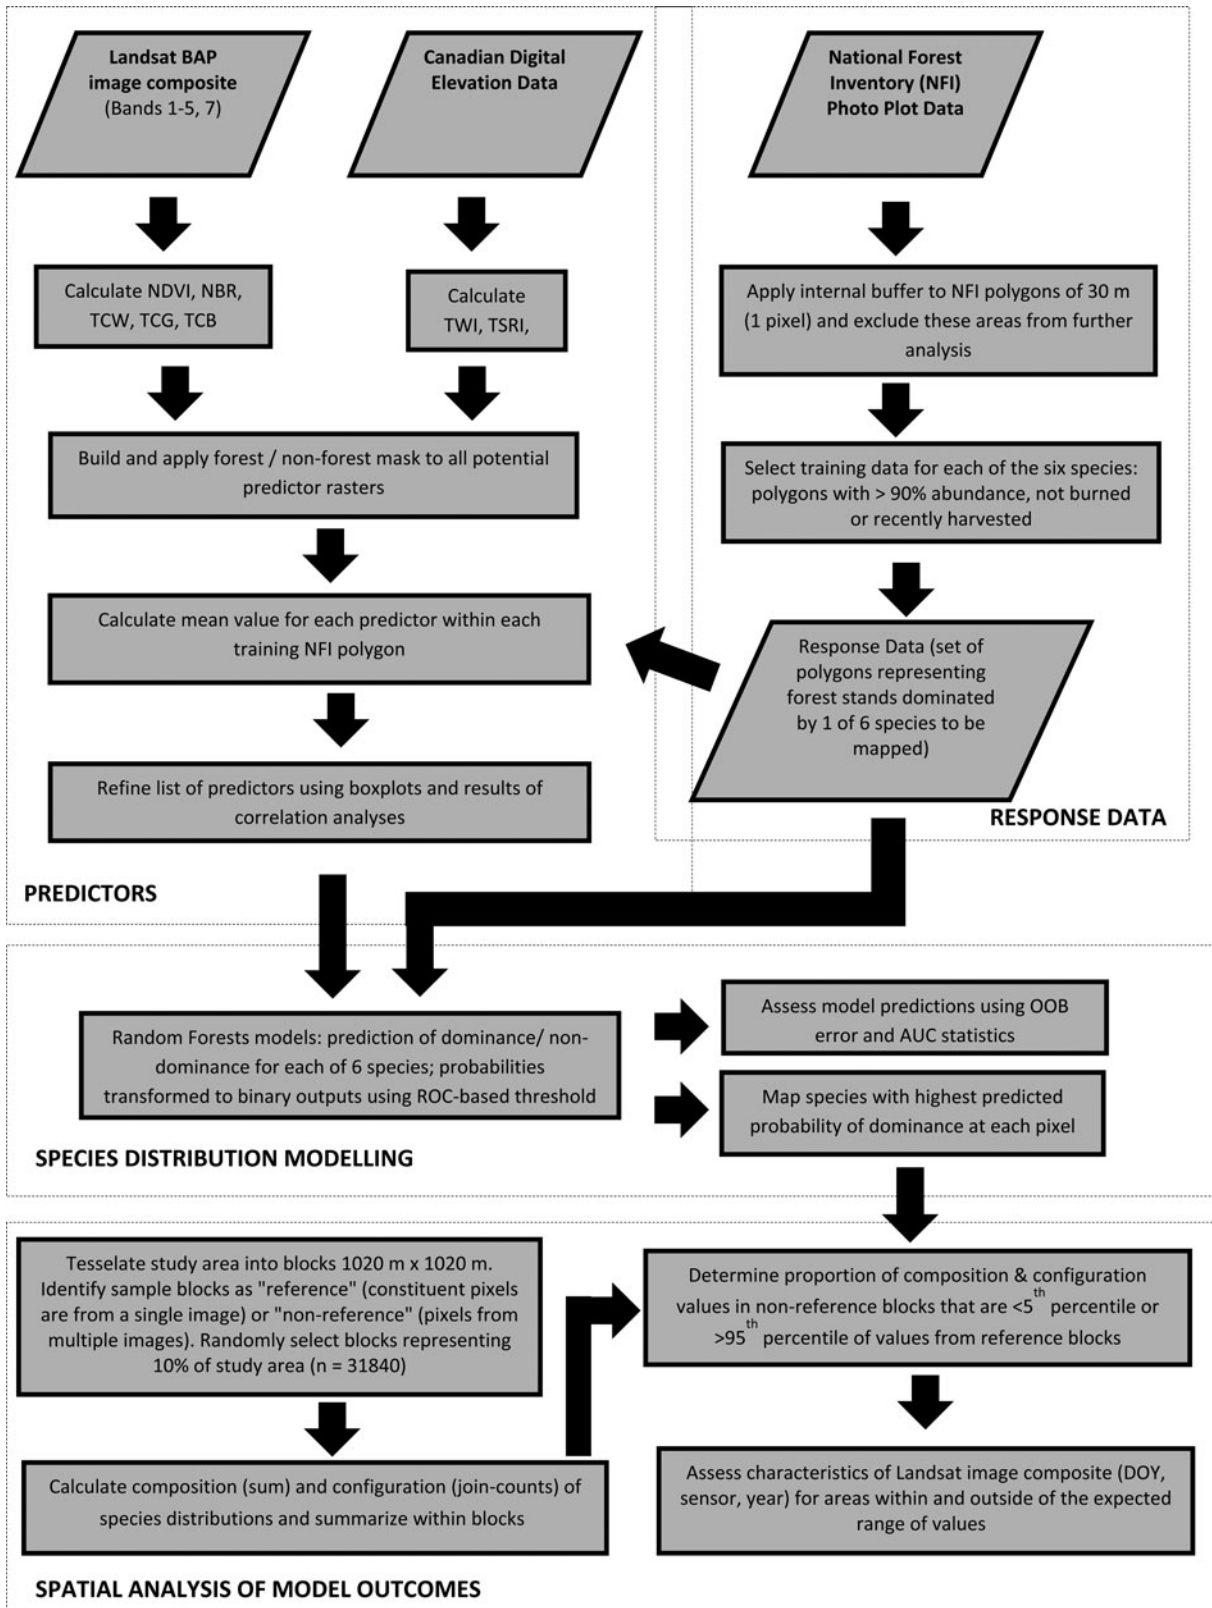 Landsat BAP
image composite
(Bands 1-5, 7)
Canadian Digital
Elevation Data
National Forest
Inventory (NFI)
Photo Plot Data
Calculate NDVI, NBR,
TCW, TCG, TCB
Calculate
TWI, TSRI,
Apply internal buffer to NFI polygons of 30 m
(1 pixel) and exclude these areas from further
analysis
Build and apply forest / non-forest mask to all potential
predictor rasters
Select training data for each of the six species:
polygons with > 90% abundance, not burned
or recently harvested
Calculate mean value for each predictor within each
training NFI polygon
Response Data (set of
polygons representing
forest stands dominated
by 1 of 6 species to be
mapped)
Refine list of predictors using boxplots and results of
correlation analyses
RESPONSE DATA
PREDICTORS
Random Forests models: prediction of dominance/ non-
dominance for each of 6 species; probabilities
transformed to binary outputs using ROC-based threshold
Assess model predictions using OOB
error and AUC statistics
Map species with highest predicted
probability of dominance at each pixel
SPECIES DISTRIBUTION MODELLING
Tesselate study area into blocks 1020 m x 1020 m.
Identify sample blocks as "reference" (constituent pixels
are from a single image) or "non-reference" (pixels from
multiple images). Randomly select blocks representing
10% of study area (n = 31840)
Determine proportion of composition & configuration
values in non-reference blocks that are <5th percentile or
>95th percentile of values from reference blocks
Calculate composition (sum) and configuration (join-counts) of
species distributions and summarize within blocks
Assess characteristics of Landsat image composite (DOY,
sensor, year) for areas within and outside of the expected
range of values
SPATIAL ANALYSIS OF MODEL OUTCOMES